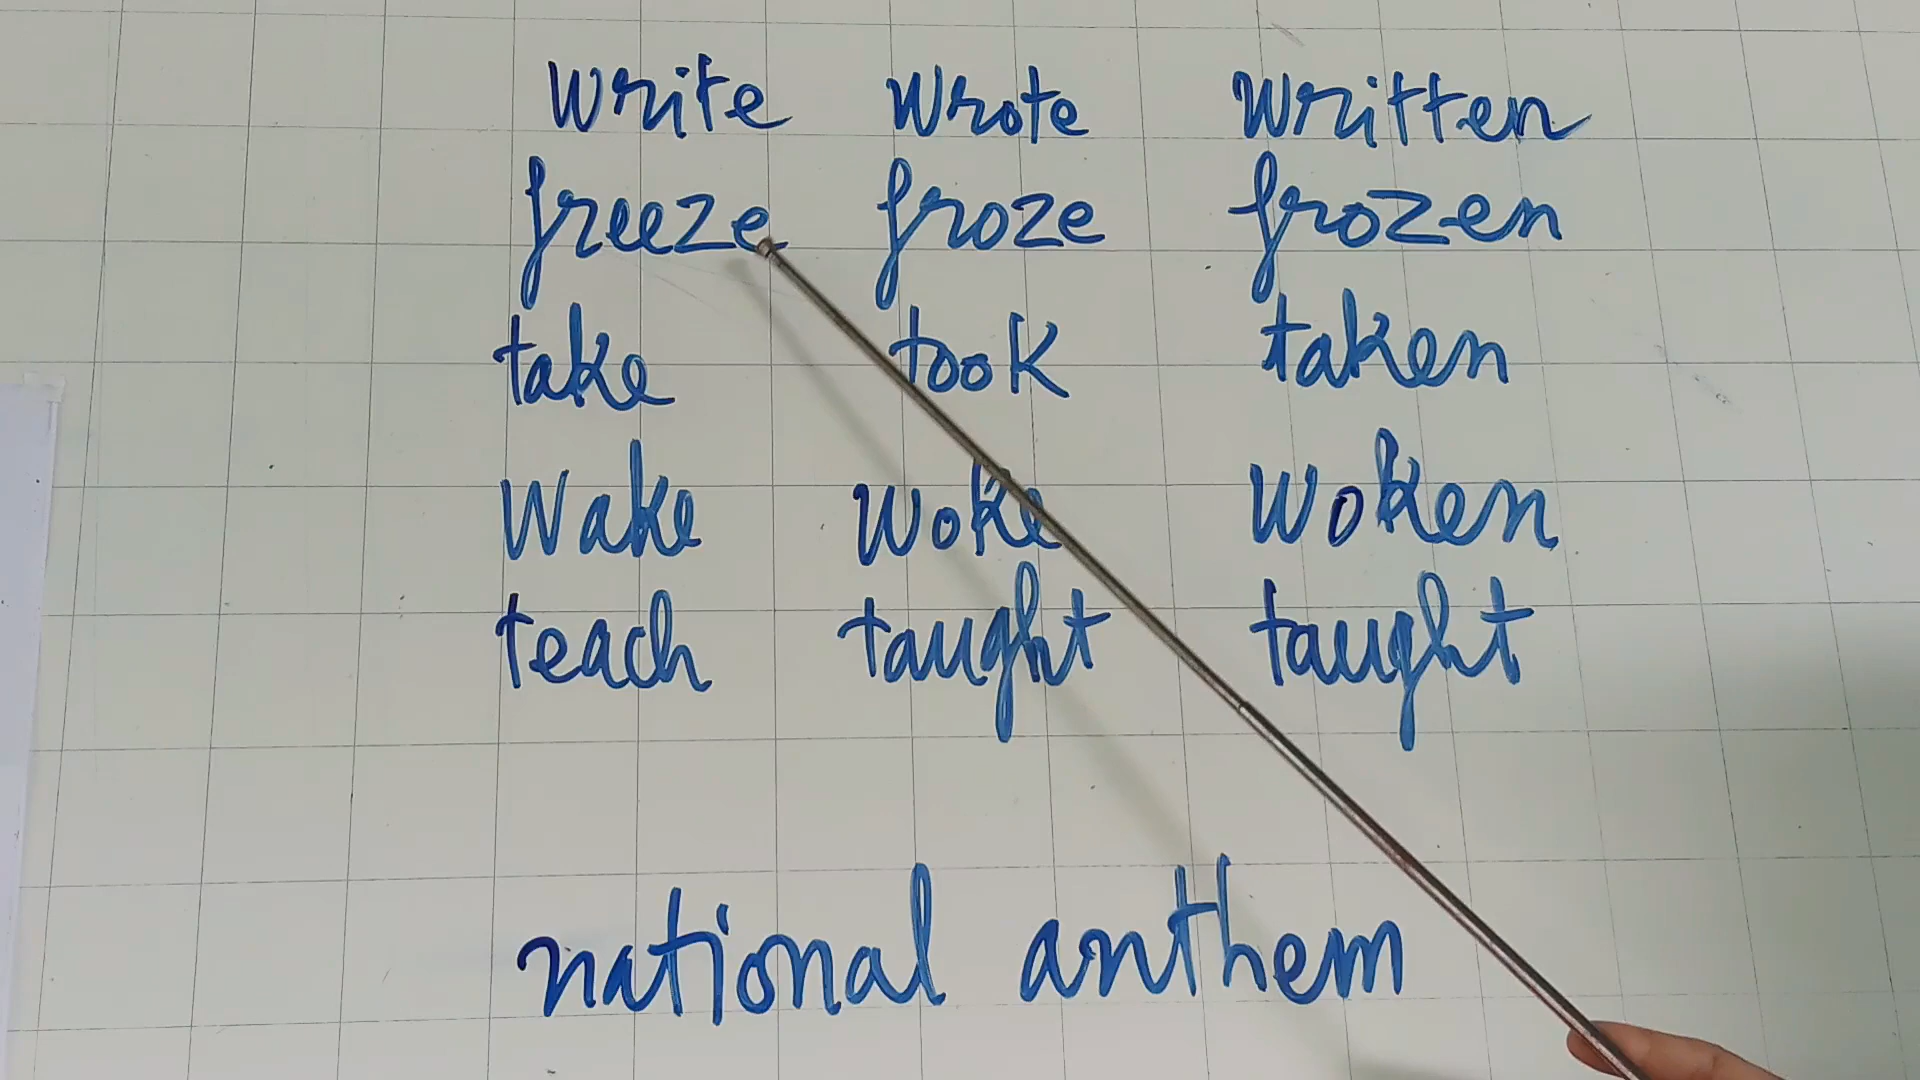 write wrote written
freeze froze frozen
take took taken
wake woke woken
teach taught taught
national anthem